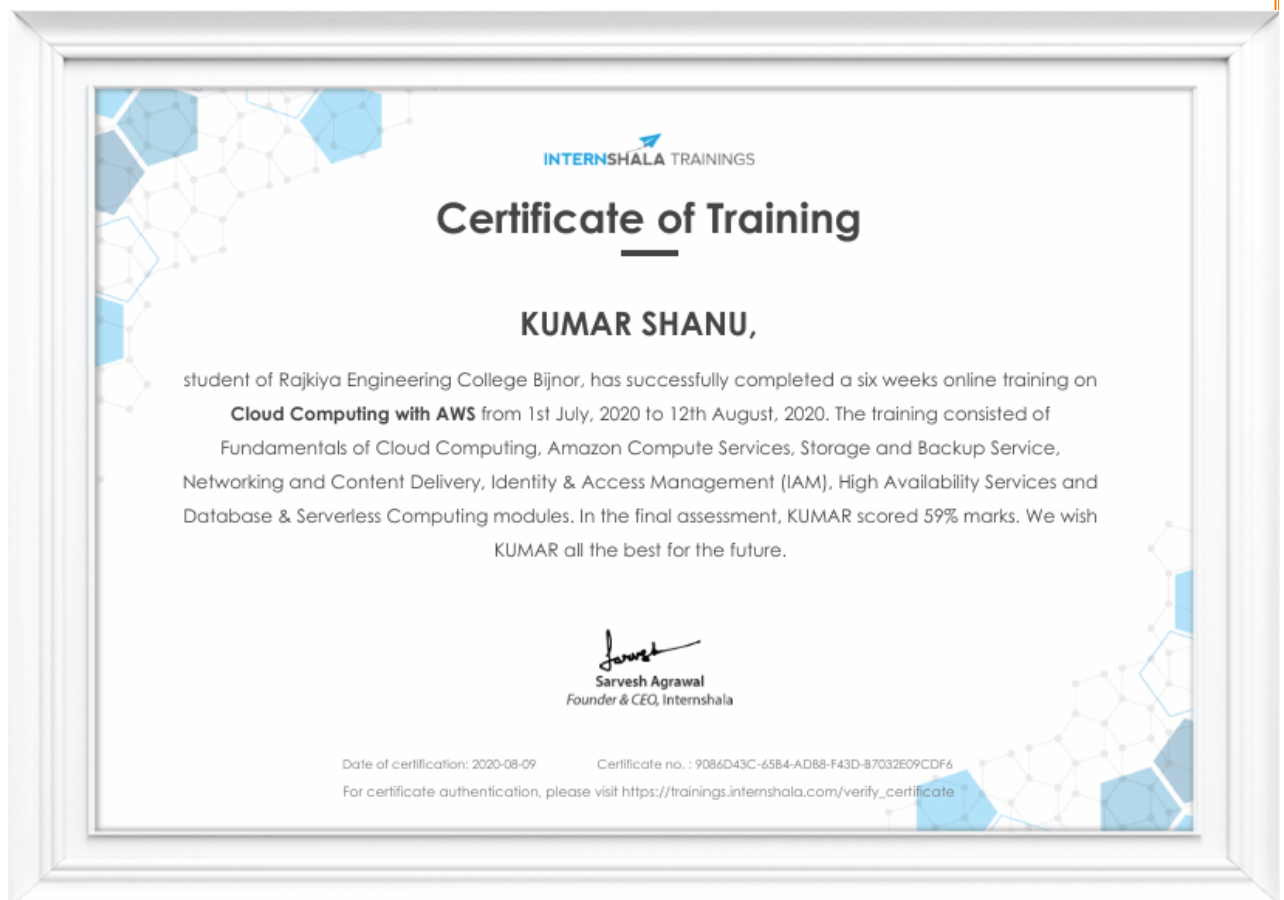 INTERNSHALA TRAININGS
Certificate of Training
KUMAR SHANU,
student of Rajkiya Engineering College Bijnor, has successfully completed a six weeks online training on
Cloud Computing with AWS from 1st July, 2020 to 12th August, 2020. The training consisted of
Fundamentals of Cloud Computing, Amazon Compute Services, Storage and Backup Service,
Networking and Content Delivery, Identity & Access Management (IAM), High Availability Services and
Database & Serverless Computing modules. In the final assessment, KUMAR scored 59% marks. We wish
KUMAR all the best for the future.
Sarvesh
Sarvesh Agrawal
Founder & CEO, Internshala
Date of certification: 2020-08-09 Certificate no. : 9086D43C-65B4-ADB8-F43D-B7032E09CDF6
For certificate authentication, please visit https://trainings.internshala.com/verify_certificate